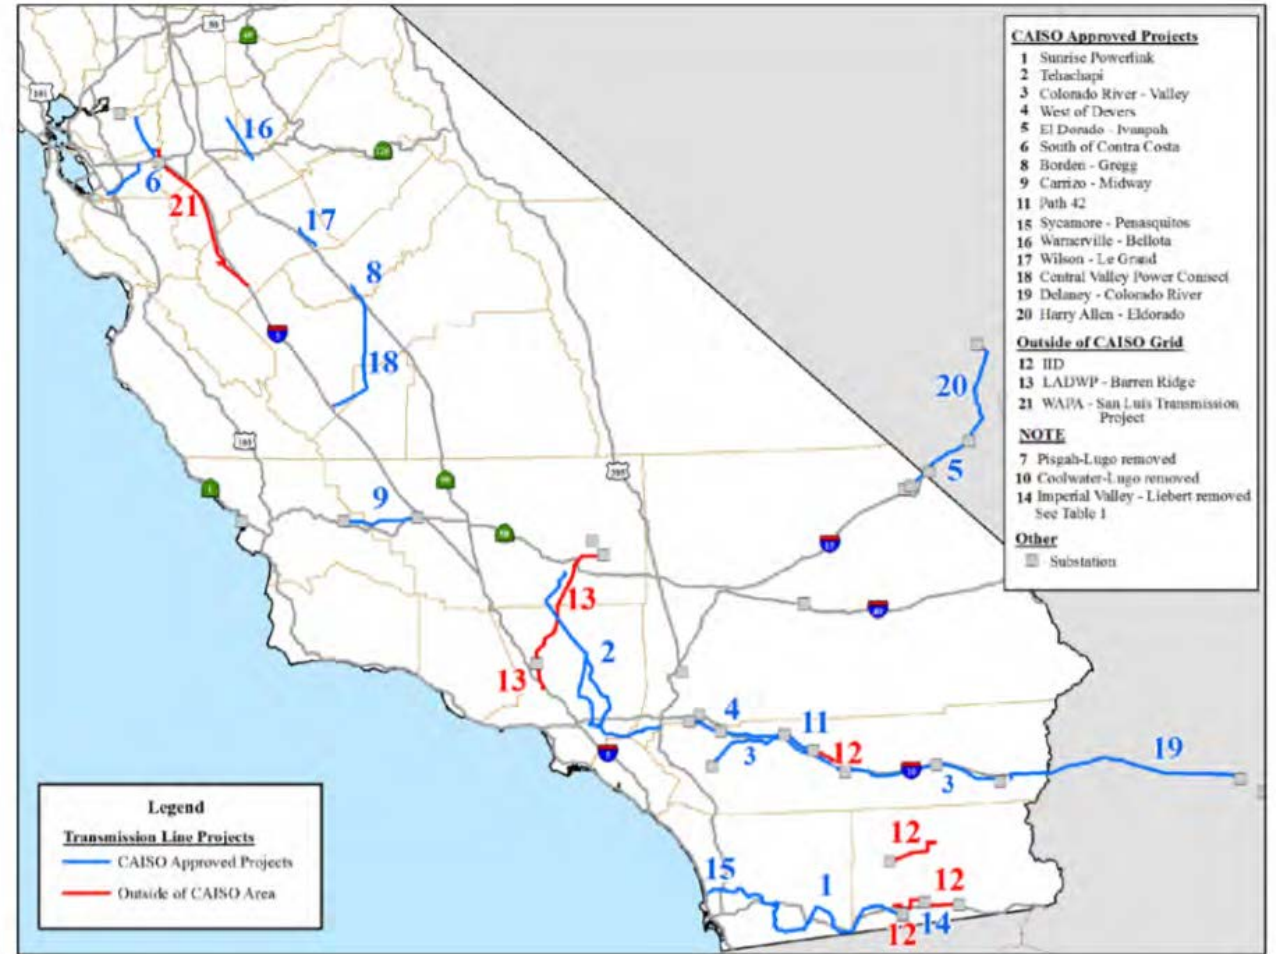 CAISO Approved Projects
1 Sunrise Powerlink
2 Tehachapi
3 Colorado River - Valley
4 West of Devers
5 El Dorado - Ivanpah
6 South of Contra Costa
8 Borden - Gregg
9 Carrizo - Midway
11 Path 42
15 Sycamore - Penasquitos
16 Warnerville - Bellota
17 Wilson - Le Grand
18 Central Valley Power Connect
19 Delaney - Colorado River
20 Harry Allen - Eldorado
Outside of CAISO Grid
12 IID
13 LADWP - Barren Ridge
21 WAPA - San Luis Transmission
Project
NOTE
7 Pisgah-Lugo removed
10 Coolwater-Lugo removed
14 Imperial Valley - Liebert removed
See Table 1
Other
Substation
16
6
21
17
8
18
20
5
9
13
2
13
4
11
3
12
3
19
12
15
1
12
12
14
Legend
Transmission Line Projects
CAISO Approved Projects
Outside of CAISO Area